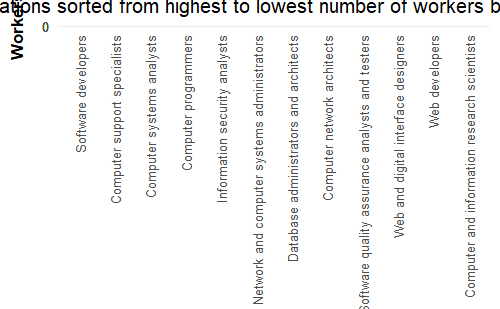 ations sorted from highest to lowest number of workers b
Worker
0
Software developers
Computer support specialists
Computer systems analysts
Computer programmers
Information security analysts
Network and computer systems administrators
Database administrators and architects
Computer network architects
Software quality assurance analysts and testers
Web and digital interface designers
Web developers
Computer and information research scientists